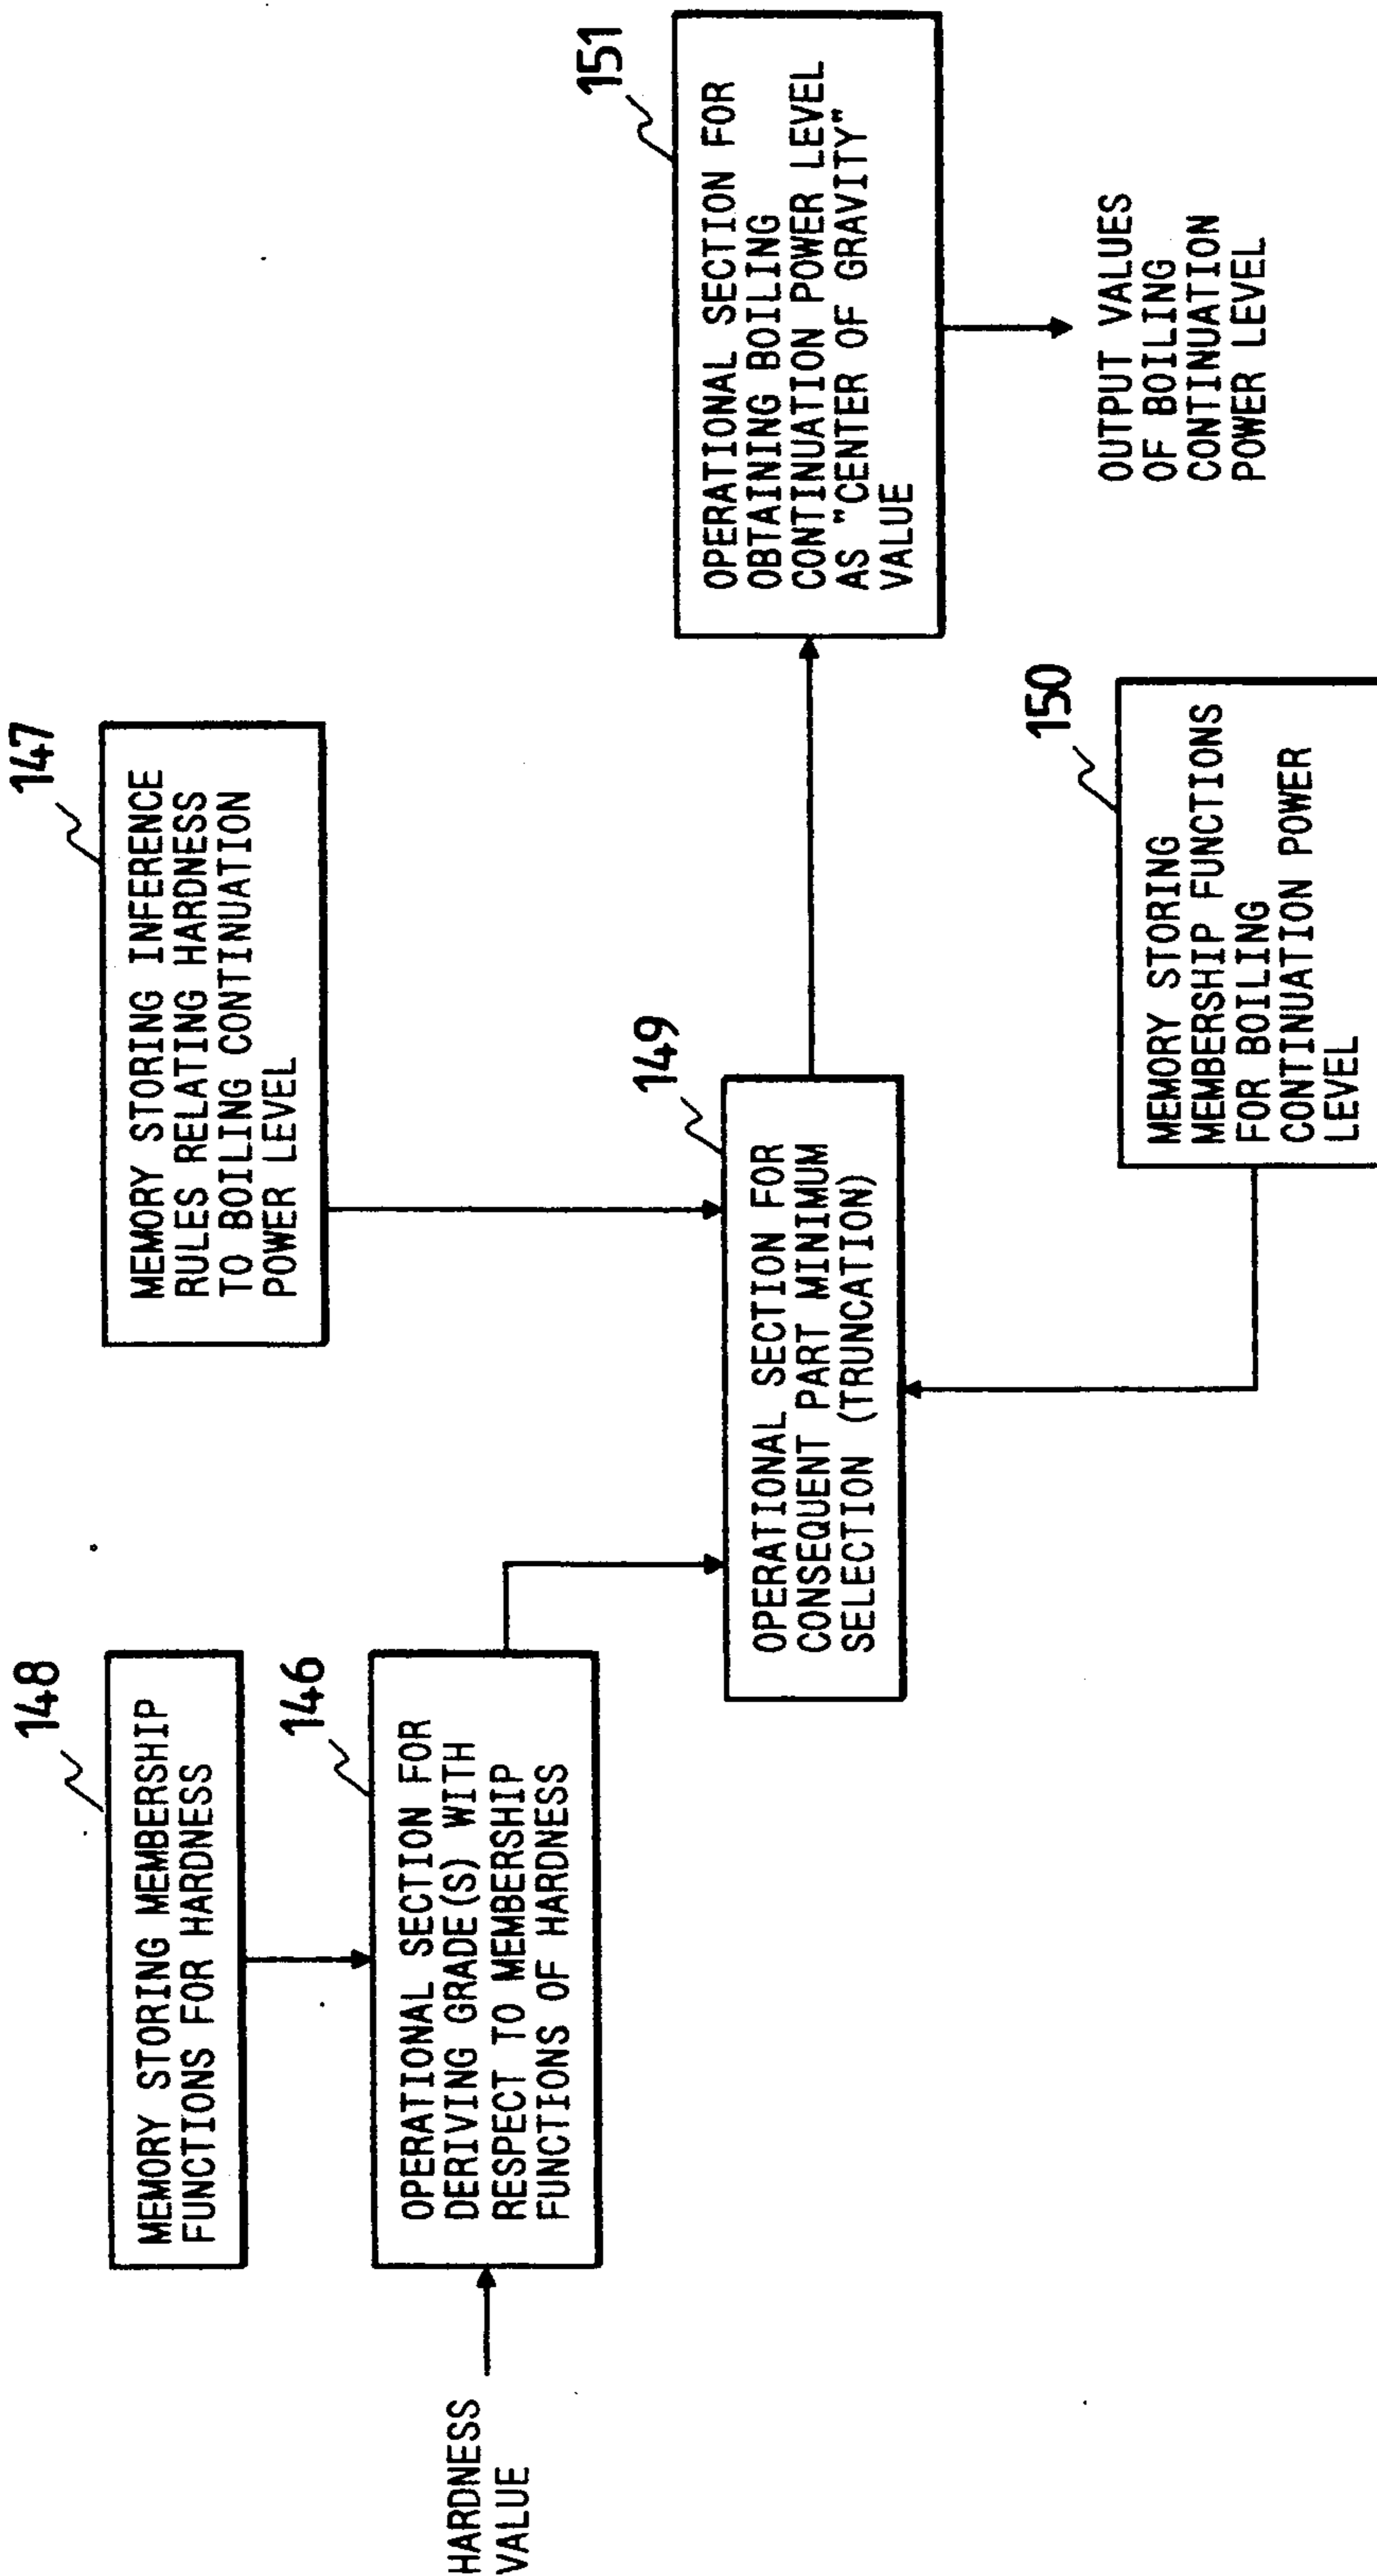 148
MEMORY STORING MEMBERSHIP
FUNCTIONS FOR HARDNESS
147
MEMORY STORING INFERENCE
RULES RELATING HARDNESS
TO BOILING CONTINUATION
POWER LEVEL
HARDNESS
VALUE
146
OPERATIONAL SECTION FOR
DERIVING GRADE(S) WITH
RESPECT TO MEMBERSHIP
FUNCTIONS OF HARDNESS
149
OPERATIONAL SECTION FOR
CONSEQUENT PART MINIMUM
SELECTION (TRUNCATION)
151
OPERATIONAL SECTION FOR
OBTAINING BOILING
CONTINUATION POWER LEVEL
AS "CENTER OF GRAVITY"
VALUE
150
MEMORY STORING
MEMBERSHIP FUNCTIONS
FOR BOILING
CONTINUATION POWER
LEVEL
OUTPUT VALUES
OF BOILING
CONTINUATION
POWER LEVEL